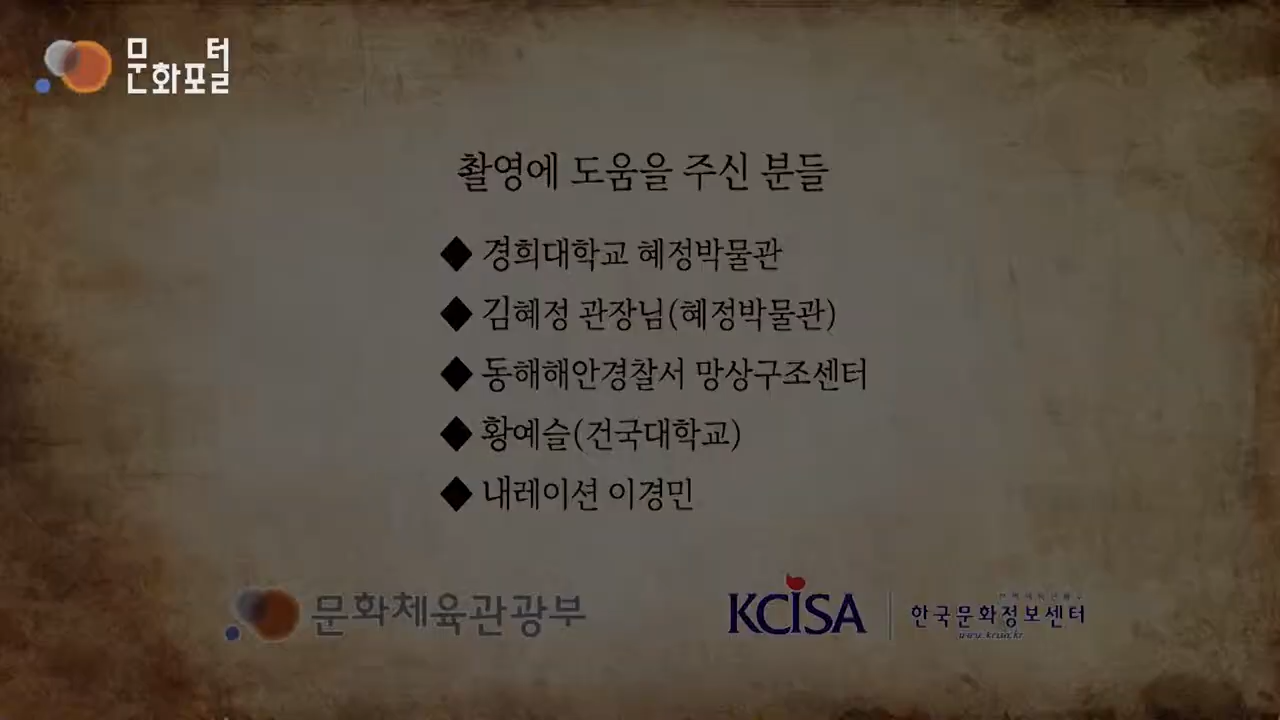 문화포털
촬영에 도움을 주신 분들
◆ 경희대학교 혜정박물관
◆ 김혜정 관장님(혜정박물관)
◆ 동해해안경찰서 망상구조센터
◆ 황예슬(건국대학교)
◆ 내레이션 이경민
문화체육관광부
KCISA
한국문화정보센터